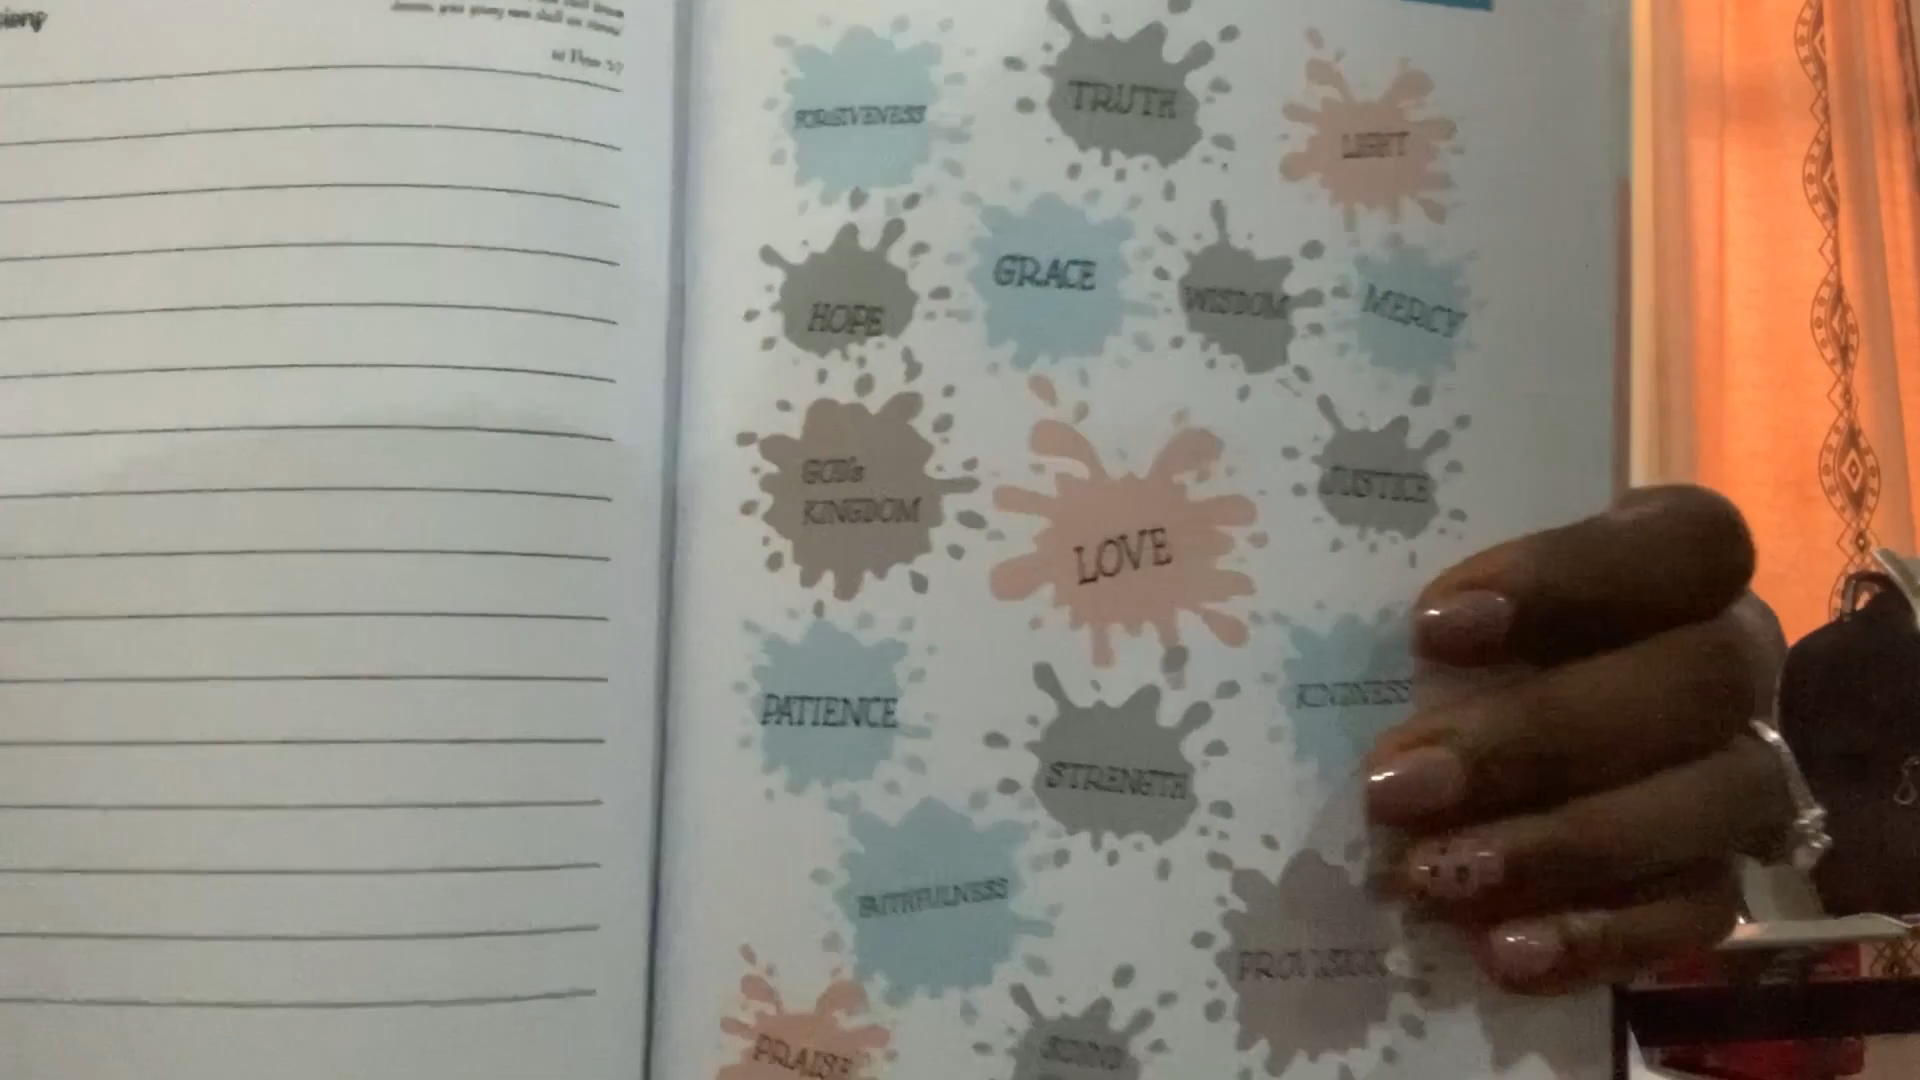 FORGIVENESS
TRUTH
LIGHT
HOPE
GRACE
WISDOM
MERCY
GOD's
KINGDOM
LOVE
JUSTICE
PATIENCE
STRENGTH
KINDNESS
FAITHFULNESS
PROVISION
PRAISE